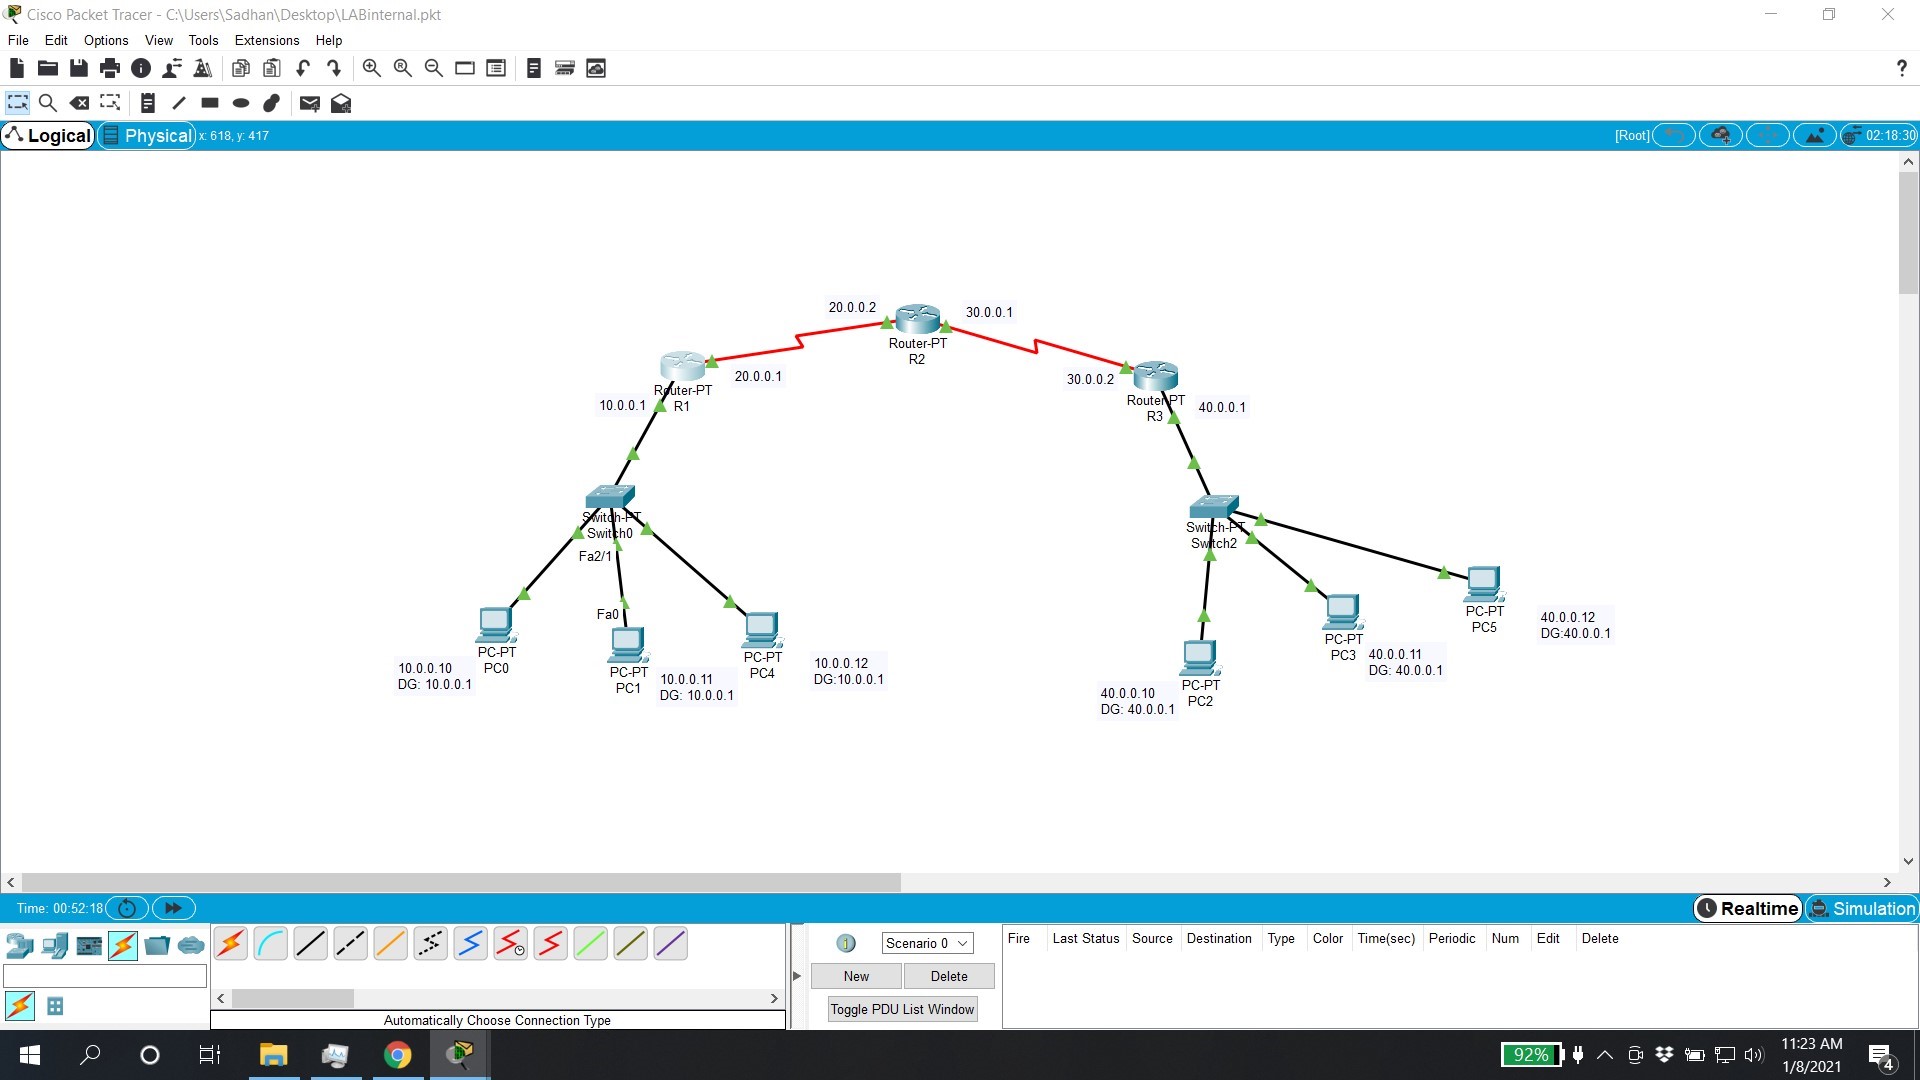 Cisco Packet Tracer - C:\Users\Sadhan\Desktop\LABinternal.pkt
File Edit Options View Tools Extensions Help
?
Logical Physical x: 618, y: 417 [Root] 02:18:30
20.0.0.2
30.0.0.1
Router-PT
R2
20.0.0.1
30.0.0.2
Router-PT
R1
10.0.0.1
Router-PT
R3
40.0.0.1
Switch-PT
Switch0
Fa2/1
Switch-PT
Switch2
Fa0
PC-PT
PC0
10.0.0.10
DG: 10.0.0.1
PC-PT
PC1
10.0.0.11
DG: 10.0.0.1
PC-PT
PC4
10.0.0.12
DG:10.0.0.1
PC-PT
PC2
40.0.0.10
DG: 40.0.0.1
PC-PT
PC3
40.0.0.11
DG: 40.0.0.1
PC-PT
PC5
40.0.0.12
DG:40.0.0.1
Time: 00:52:18 Realtime Simulation
1 Scenario 0
New Delete
Toggle PDU List Window
Fire Last Status Source Destination Type Color Time(sec) Periodic Num Edit Delete
Automatically Choose Connection Type
92%
11:23 AM
1/8/2021
4